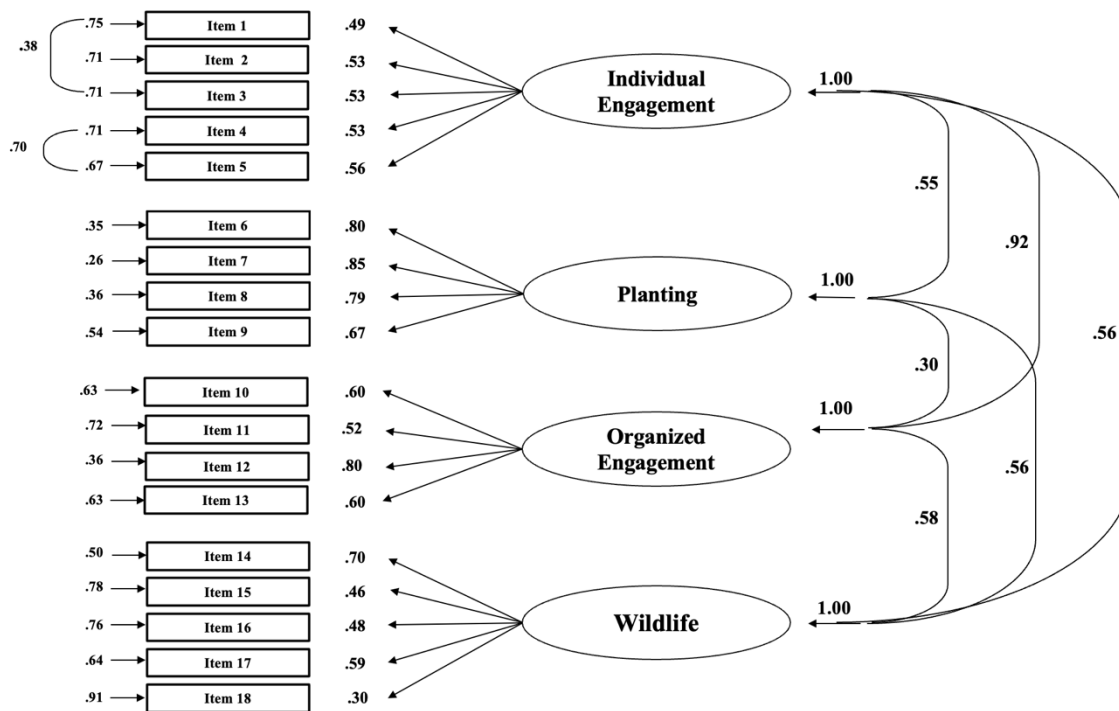 .75 Item 1 .49
.38
.71 Item 2 .53
.71 Item 3 .53
Individual
Engagement
1.00
.71 Item 4 .53
.70
.67 Item 5 .56
.55
.35 Item 6 .80
.92
.26 Item 7 .85
.36 Item 8 .79
Planting
1.00
.54 Item 9 .67
.56
.30
.63 Item 10 .60
.72 Item 11 .52
Organized
Engagement
1.00
.36 Item 12 .80
.56
.63 Item 13 .60
.58
.50 Item 14 .70
.78 Item 15 .46
.76 Item 16 .48
Wildlife
1.00
.64 Item 17 .59
.91 Item 18 .30